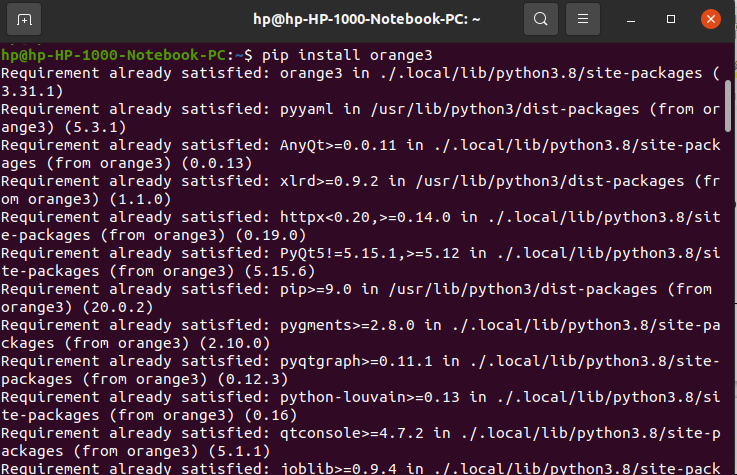 hp@hp-HP-1000-Notebook-PC: ~
hp@hp-HP-1000-Notebook-PC:~$ pip install orange3
Requirement already satisfied: orange3 in ./.local/lib/python3.8/site-packages (
3.31.1)
Requirement already satisfied: pyyaml in /usr/lib/python3/dist-packages (from or
ange3) (5.3.1)
Requirement already satisfied: AnyQt>=0.0.11 in ./.local/lib/python3.8/site-pack
ages (from orange3) (0.0.13)
Requirement already satisfied: xlrd>=0.9.2 in /usr/lib/python3/dist-packages (fr
om orange3) (1.1.0)
Requirement already satisfied: httpx<0.20,>=0.14.0 in ./.local/lib/python3.8/sit
e-packages (from orange3) (0.19.0)
Requirement already satisfied: PyQt5!=5.15.1,>=5.12 in ./.local/lib/python3.8/si
te-packages (from orange3) (5.15.6)
Requirement already satisfied: pip>=9.0 in /usr/lib/python3/dist-packages (from
orange3) (20.0.2)
Requirement already satisfied: pygments>=2.8.0 in ./.local/lib/python3.8/site-pa
ckages (from orange3) (2.10.0)
Requirement already satisfied: pyqtgraph>=0.11.1 in ./.local/lib/python3.8/site-
packages (from orange3) (0.12.3)
Requirement already satisfied: python-louvain>=0.13 in ./.local/lib/python3.8/si
te-packages (from orange3) (0.16)
Requirement already satisfied: qtconsole>=4.7.2 in ./.local/lib/python3.8/site-p
ackages (from orange3) (5.1.1)
Requirement already satisfied: joblib>=0.9.4 in ./.local/lib/python3.8/site-pack